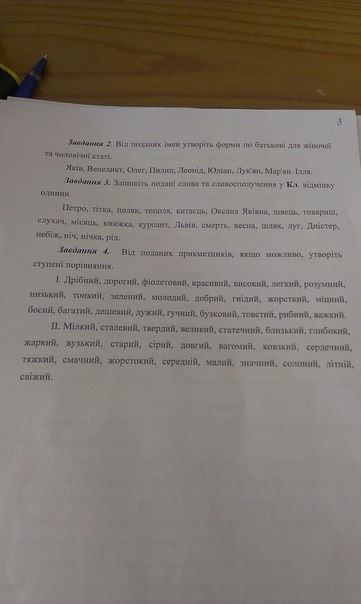 3
Завдання 2. Від поданих імен утворіть форми по батькові для жіночої
та чоловічої статі.
Яків, Венедикт, Олег, Пилип, Леонід, Юліан, Лук'ян, Мар'ян. Ілля.
Завдання 3. Запишіть подані слова та словосполучення у Кл. відмінку
однини.
Петро, тітка, поляк, тополя, китаєць, Оксана Яківна, швець, товариш,
слухач, місяць, книжка, курсант, Львів, смерть, весна, шлях, луг, Дністер,
небіж, ніч, нічка, рід.
Завдання 4. Від поданих прикметників, якщо можливо, утворіть
ступені порівняння.
І. Дрібний, дорогий, фіолетовий, красивий, високий, легкий, розумний,
низький, тонкий, зелений, молодий, добрий, гнідий, жорсткий, міцний,
босий, багатий, дешевий, дужий, гучний, бузковий, товстий, рибний, важкий.
ІІ. Мілкий, сталевий, твердий, великий, статечний, близький, глибокий,
жаркий, вузький, старий, сірий, довгий, вагомий, ковзкий, сердечний,
тяжкий, смачний, жорстокий, середній, малий, значний, солоний, літній,
свіжий.